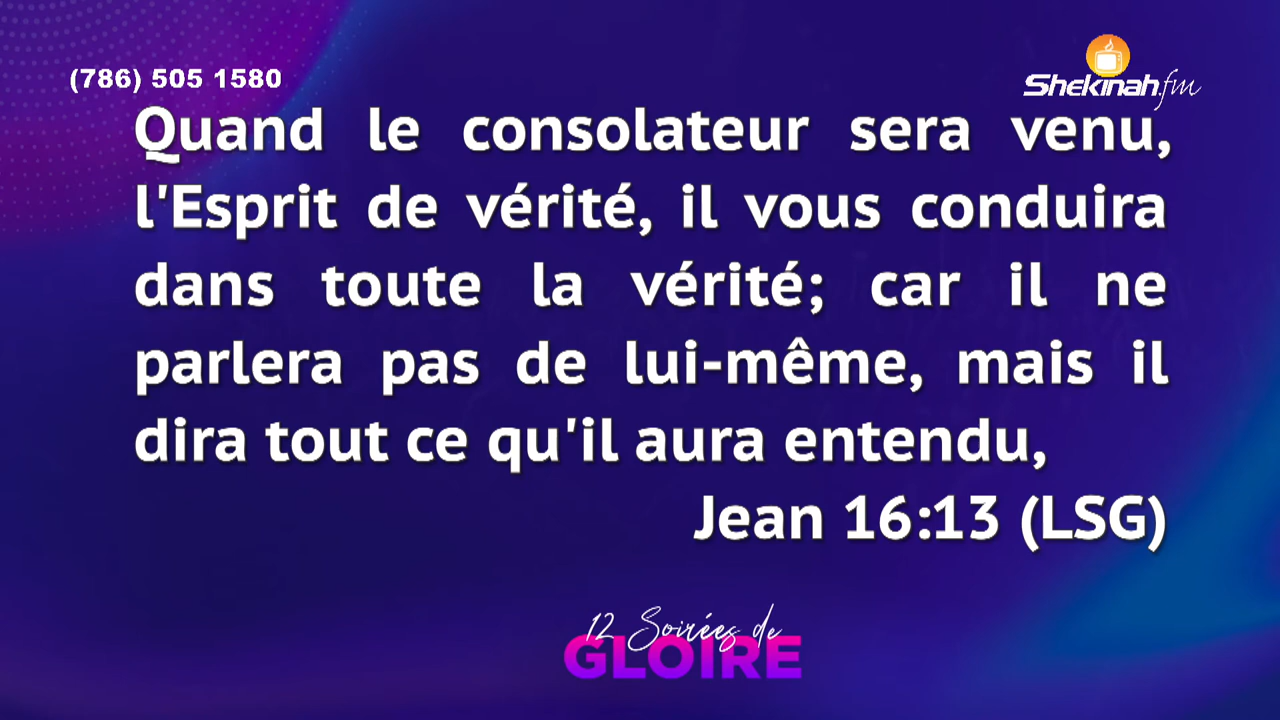 (786) 505 1580
Shekinah.fm
Quand le consolateur sera venu,
l'Esprit de vérité, il vous conduira
dans toute la vérité; car il ne
parlera pas de lui-même, mais il
dira tout ce qu'il aura entendu,
Jean 16:13 (LSG)
12 Soirées de
GLOIRE